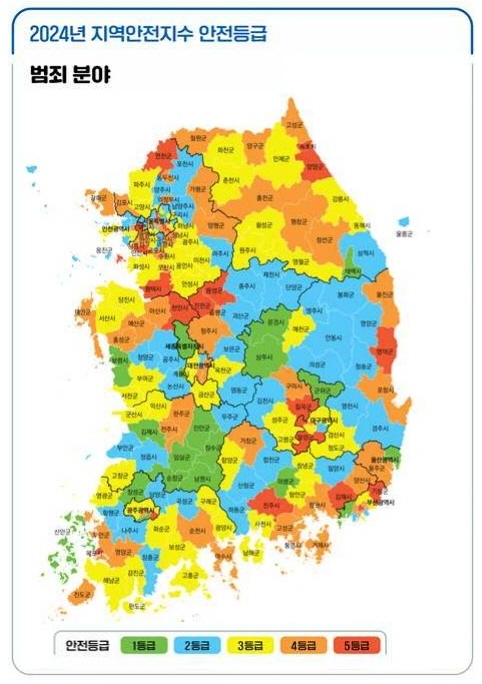 2024년 지역안전지수 안전등급
범죄 분야
고성군
철원군
화천군
양구군
인제군
속초시
양양군
연천군
포천시
춘천시
강릉시
파주시
동두천시
양주시
가평군
홍천군
고양시
남양주시
강화군
김포시
횡성군
평창군
정선군
동해시
울릉군
인천광역시
양평군
하남시
삼척시
옹진군
광주시
여주시
원주시
영월군
태백시
화성시
용인시
이천시
안성시
평택시
제천시
충주시
단양군
봉화군
울진군
당진시
서산시
태안군
아산시
천안시
진천군
음성군
괴산군
문경시
영주시
예천군
안동시
영양군
예산군
홍성군
청주시
세종특별자치시
보령시
청양군
공주시
보은군
상주시
청송군
영덕군
부여군
계룡시
대전광역시
옥천군
논산시
금산군
영동군
구미시
군위군
포항시
서천군
익산시
군산시
완주군
무주군
김천시
칠곡군
영천시
대구광역시
경산시
경주시
성주군
고령군
청도군
김제시
전주시
진안군
장수군
거창군
합천군
창녕군
밀양시
울산광역시
울주군
양산시
부안군
정읍시
임실군
함양군
산청군
의령군
함안군
창원시
김해시
부산광역시
고창군
순창군
남원시
영광군
장성군
담양군
곡성군
구례군
하동군
진주시
함평군
광주광역시
신안군
무안군
나주시
화순군
순천시
광양시
사천시
고성군
통영시
거제시
목포시
영암군
장흥군
보성군
여수시
남해군
해남군
강진군
고흥군
진도군
완도군
안전등급 1등급 2등급 3등급 4등급 5등급